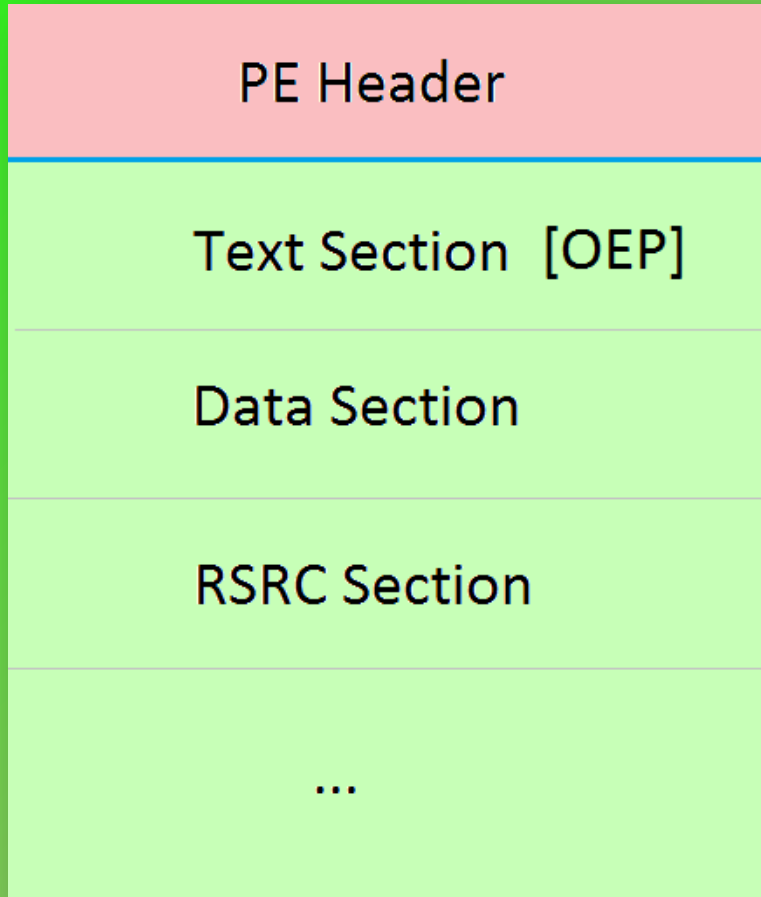 PE Header
Text Section [OEP]
Data Section
RSRC Section
...